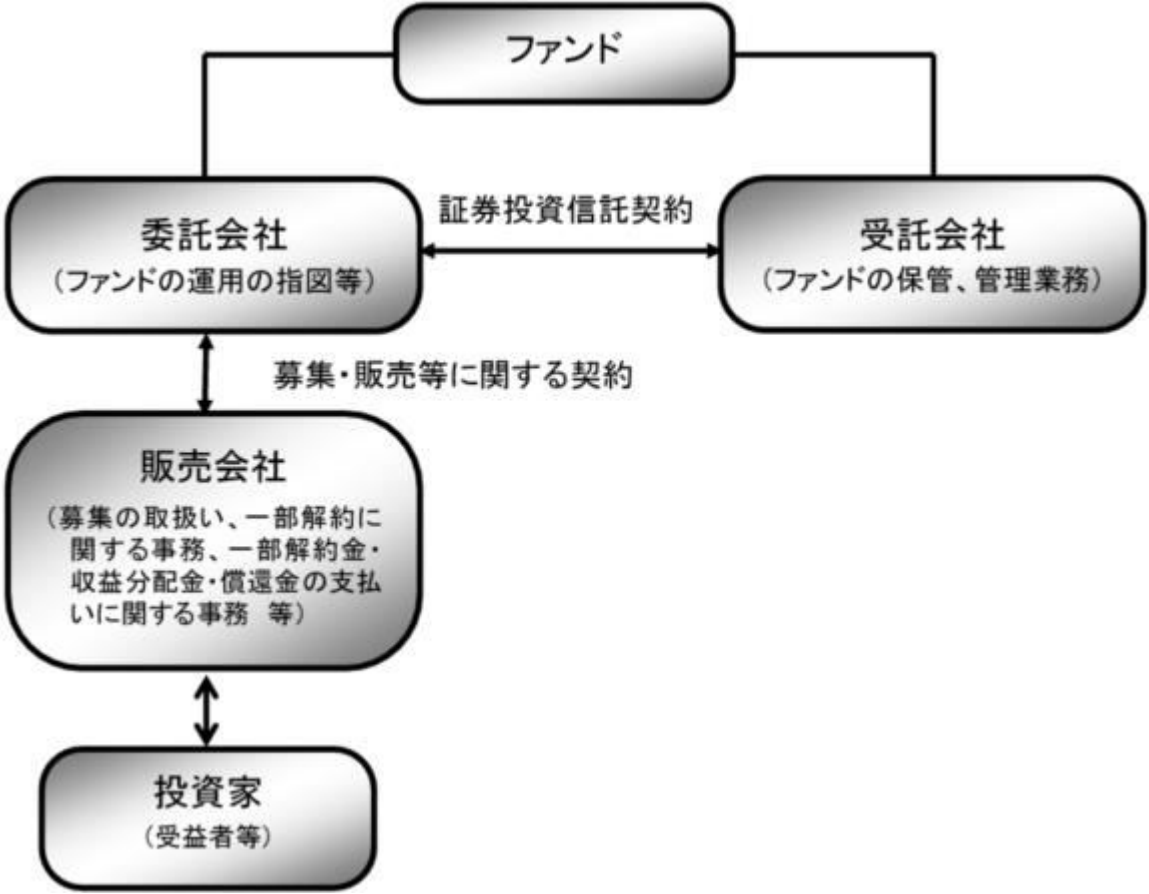 ファンド
委託会社
（ファンドの運用の指図等）
証券投資信託契約
受託会社
（ファンドの保管、管理業務）
募集・販売等に関する契約
販売会社
（募集の取扱い、一部解約に
関する事務、一部解約金・
収益分配金・償還金の支払
いに関する事務　等）
投資家
（受益者等）